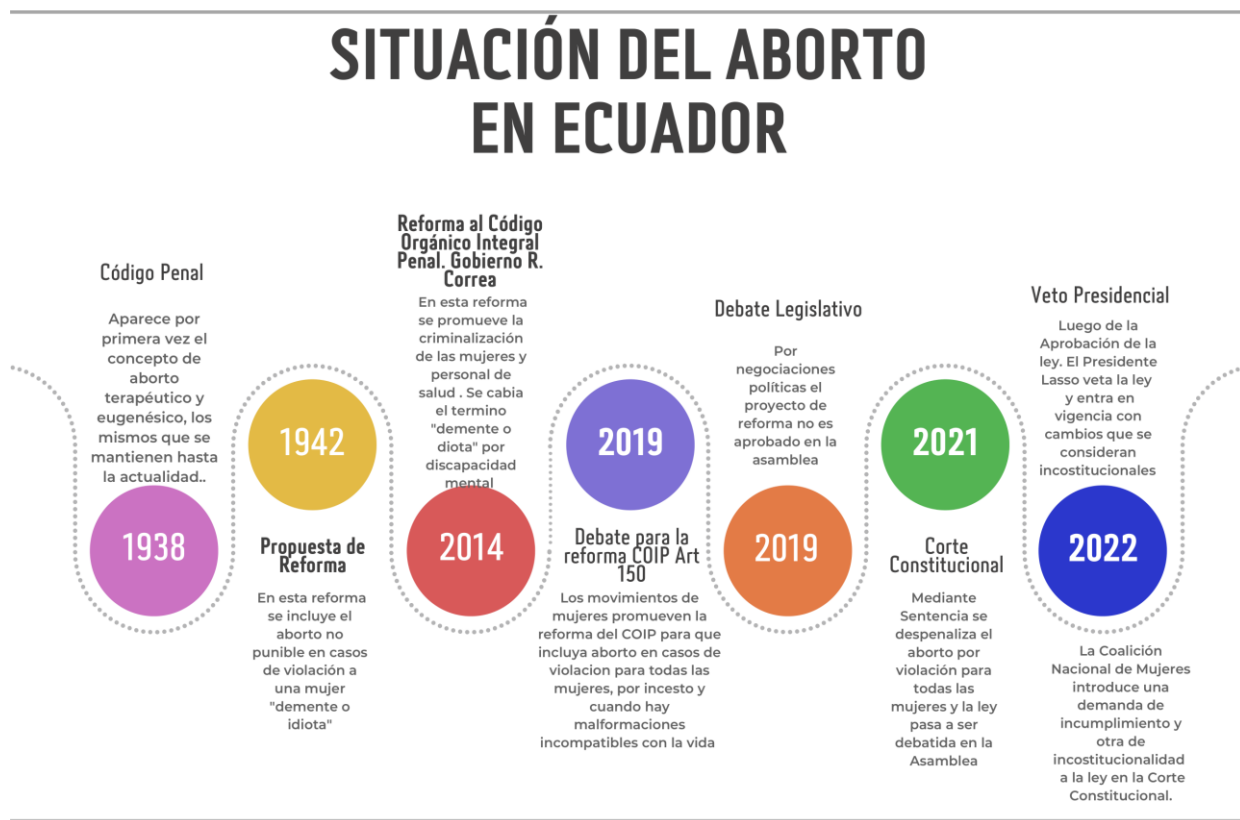 SITUACIÓN DEL ABORTO
EN ECUADOR
Código Penal
Aparece por
primera vez el
concepto de
aborto
terapéutico y
eugenésico, los
mismos que se
mantienen hasta
la actualidad..
1938
1942
Propuesta de
Reforma
En esta reforma
se incluye el
aborto no
punible en casos
de violación a
una mujer
"demente o
idiota"
Reforma al Código
Orgánico Integral
Penal. Gobierno R.
Correa
En esta reforma
se promueve la
criminalización
de las mujeres y
personal de
salud . Se cabia
el termino
"demente o
diota" por
discapacidad
mental
2014
2019
Debate para la
reforma COIP Art
150
Los movimientos de
mujeres promueven la
reforma del COIP para que
incluya aborto en casos de
violacion para todas las
mujeres, por incesto y
cuando hay
malformaciones
incompatibles con la vida
Debate Legislativo
Por
negociaciones
políticas el
proyecto de
reforma no es
aprobado en la
asamblea
2019
2021
Corte
Constitucional
Mediante
Sentencia se
despenaliza el
aborto por
violación para
todas las
mujeres y la ley
pasa a ser
debatida en la
Asamblea
Veto Presidencial
Luego de la
Aprobación de la
ley. El Presidente
Lasso veta la ley
y entra en
vigencia con
cambios que se
consideran
incostitucionales
2022
La Coalición
Nacional de Mujeres
introduce una
demanda de
incumplimiento y
otra de
incostitucionalidad
a la ley en la Corte
Constitucional.